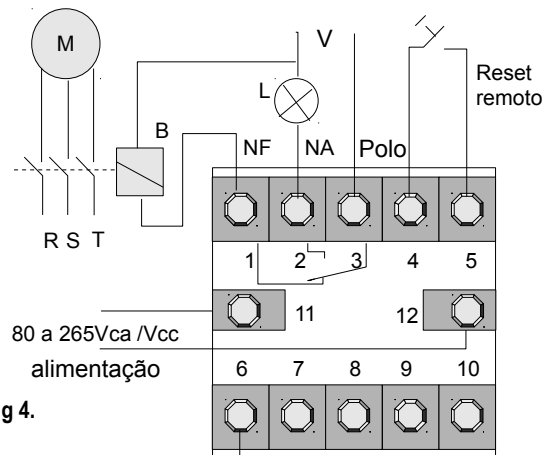 M
V
L
Reset
remoto
B
NF NA Polo
R S T
1 2 3 4 5
11 12
80 a 265Vca /Vcc
alimentação
6 7 8 9 10
g 4.